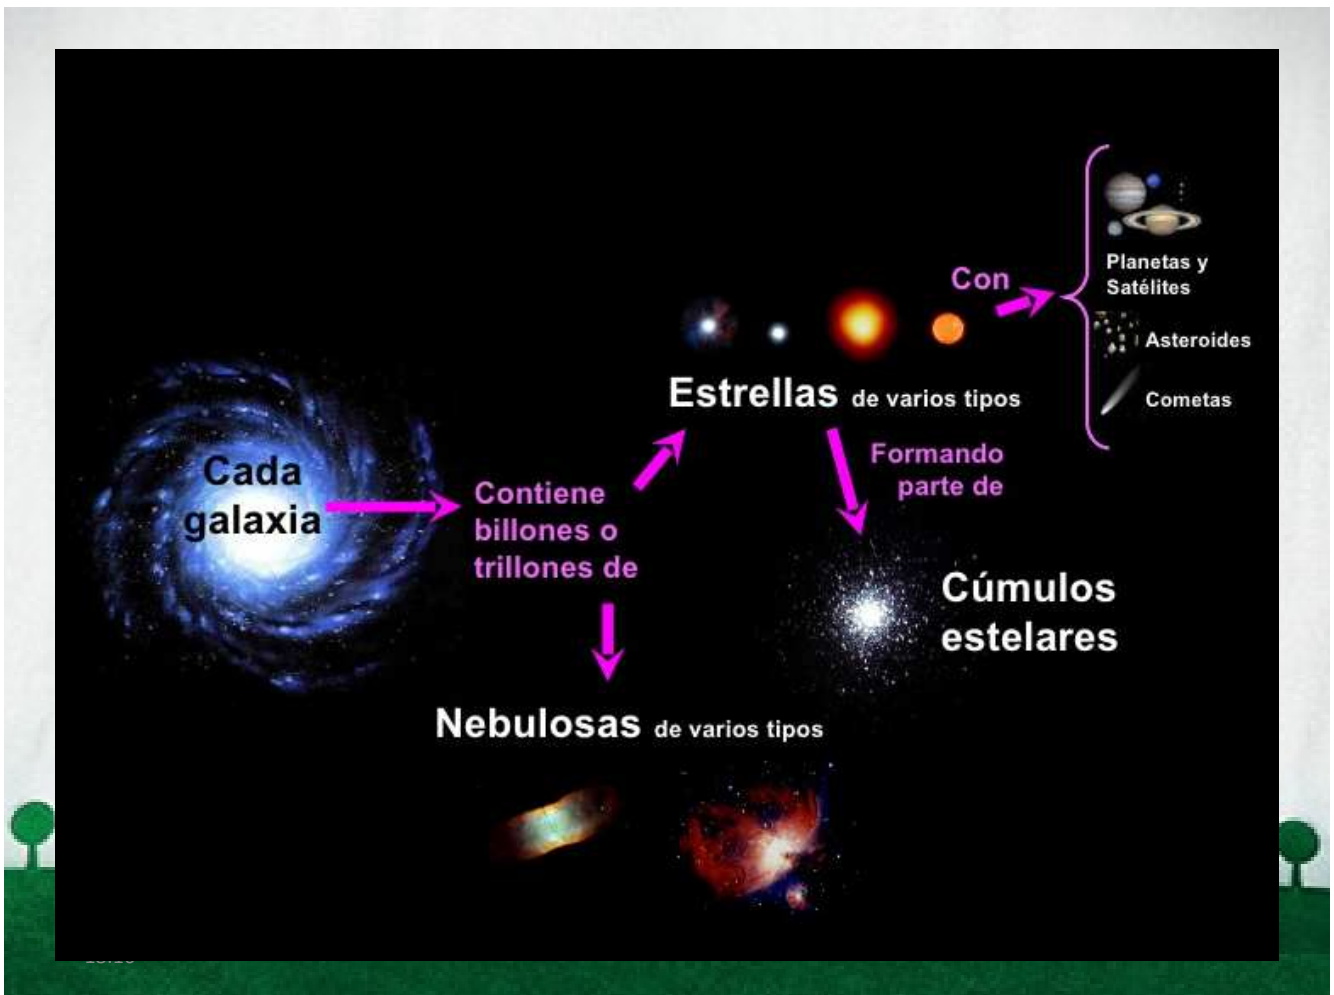 Cada
galaxia
Contiene
billones o
trillones de
Estrellas de varios tipos
Con
Planetas y
Satélites
Asteroides
Cometas
Formando
parte de
Cúmulos
estelares
Nebulosas de varios tipos